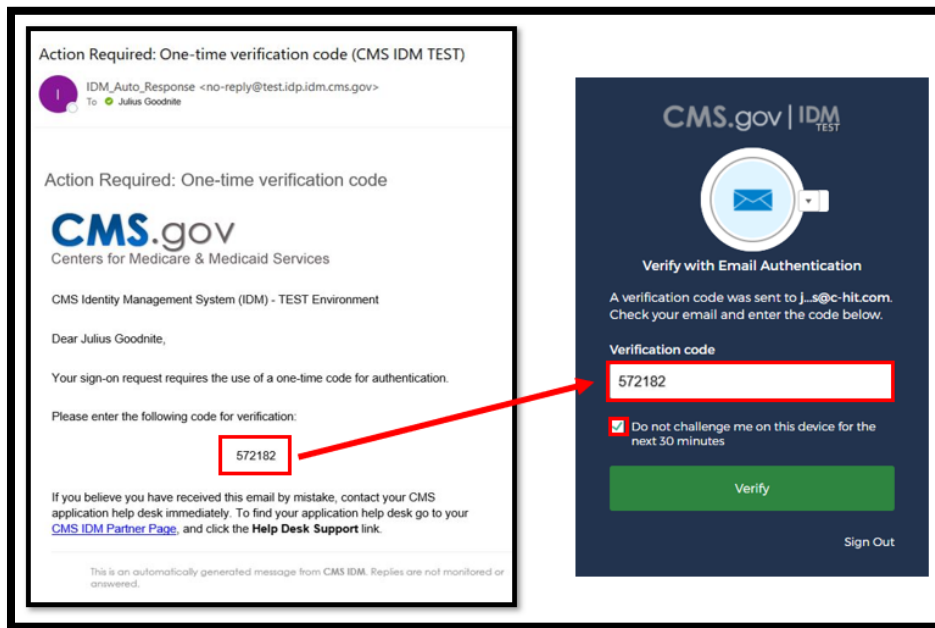 Action Required: One-time verification code (CMS IDM TEST)
I
IDM_Auto_Response <no-reply@test.idp.idm.cms.gov>
To Julius Goodnite
Action Required: One-time verification code
CMS.gov
Centers for Medicare & Medicaid Services
CMS Identity Management System (IDM) - TEST Environment
Dear Julius Goodnite,
Your sign-on request requires the use of a one-time code for authentication.
Please enter the following code for verification:
572182
If you believe you have received this email by mistake, contact your CMS
application help desk immediately. To find your application help desk go to your
CMS IDM Partner Page, and click the Help Desk Support link.
This is an automatically generated message from CMS IDM. Replies are not monitored or
answered.
CMS.gov | IDM
TEST
Verify with Email Authentication
A verification code was sent to j...s@c-hit.com.
Check your email and enter the code below.
Verification code
572182
Do not challenge me on this device for the
next 30 minutes
Verify
Sign Out